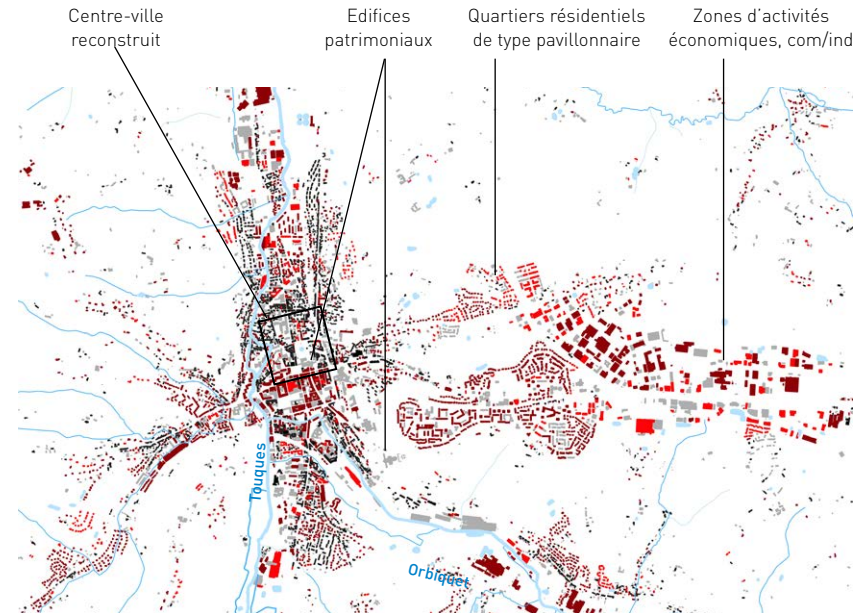 Centre-ville
reconstruit
Edifices
patrimoniaux
Quartiers résidentiels
de type pavillonnaire
Zones d’activités
économiques, com/ind
Touques
Orbiquet